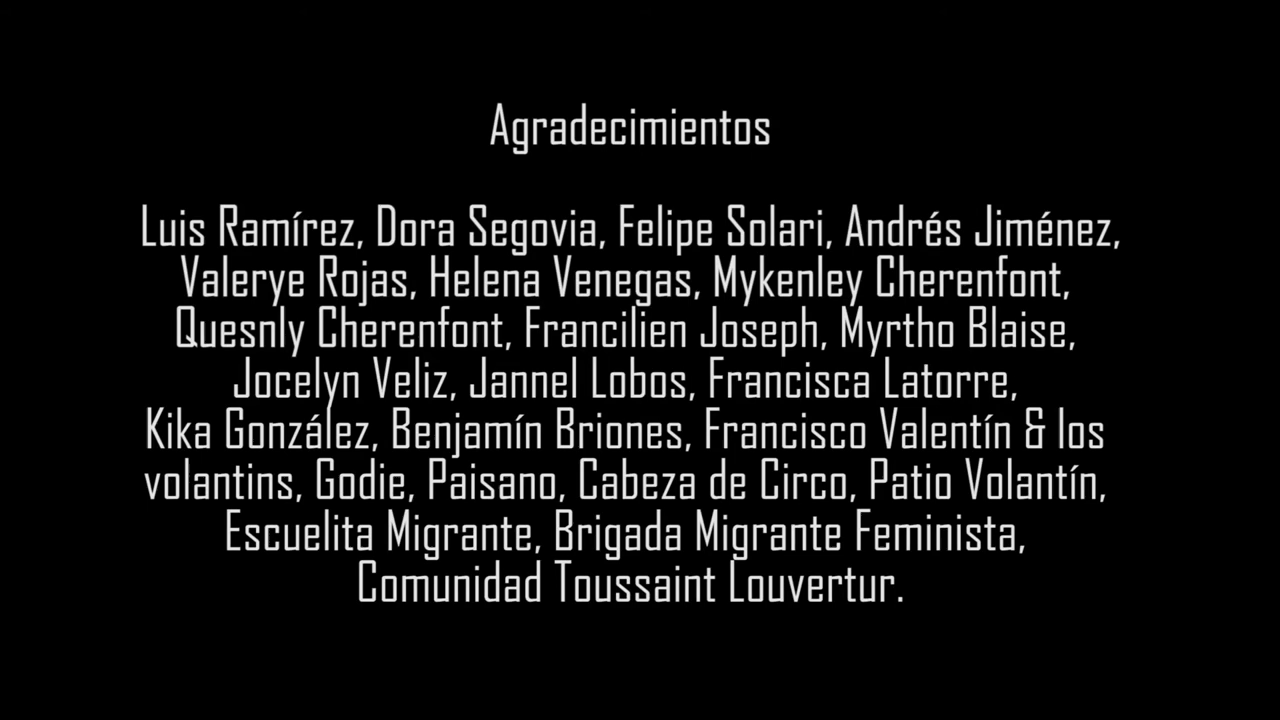 Agradecimientos
Luis Ramírez, Dora Segovia, Felipe Solari, Andrés Jiménez,
Valerye Rojas, Helena Venegas, Mykenley Cherenfont,
Quesnly Cherenfont, Francilien Joseph, Myrtho Blaise,
Jocelyn Veliz, Jannel Lobos, Francisca Latorre,
Kika González, Benjamín Briones, Francisco Valentín & los
volantins, Godie, Paisano, Cabeza de Circo, Patio Volantín,
Escuelita Migrante, Brigada Migrante Feminista,
Comunidad Toussaint Louvertur.